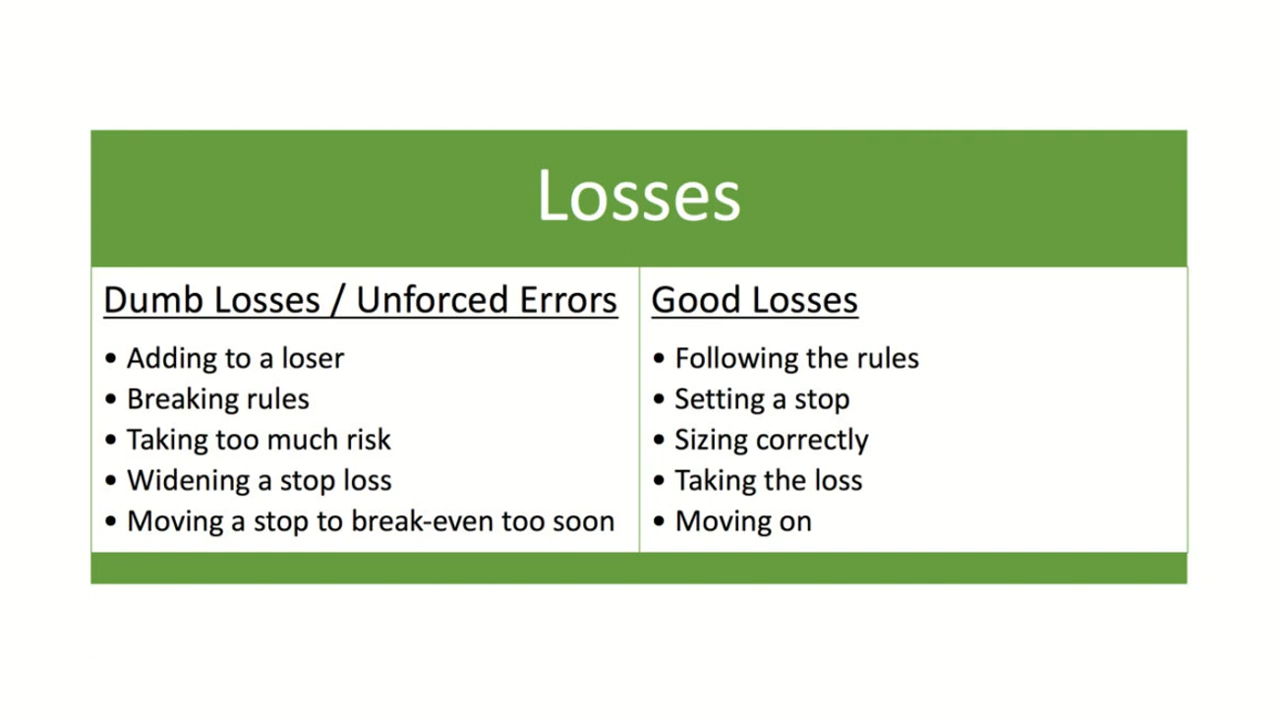 Losses
Dumb Losses / Unforced Errors
• Adding to a loser
• Breaking rules
• Taking too much risk
• Widening a stop loss
• Moving a stop to break-even too soon
Good Losses
• Following the rules
• Setting a stop
• Sizing correctly
• Taking the loss
• Moving on